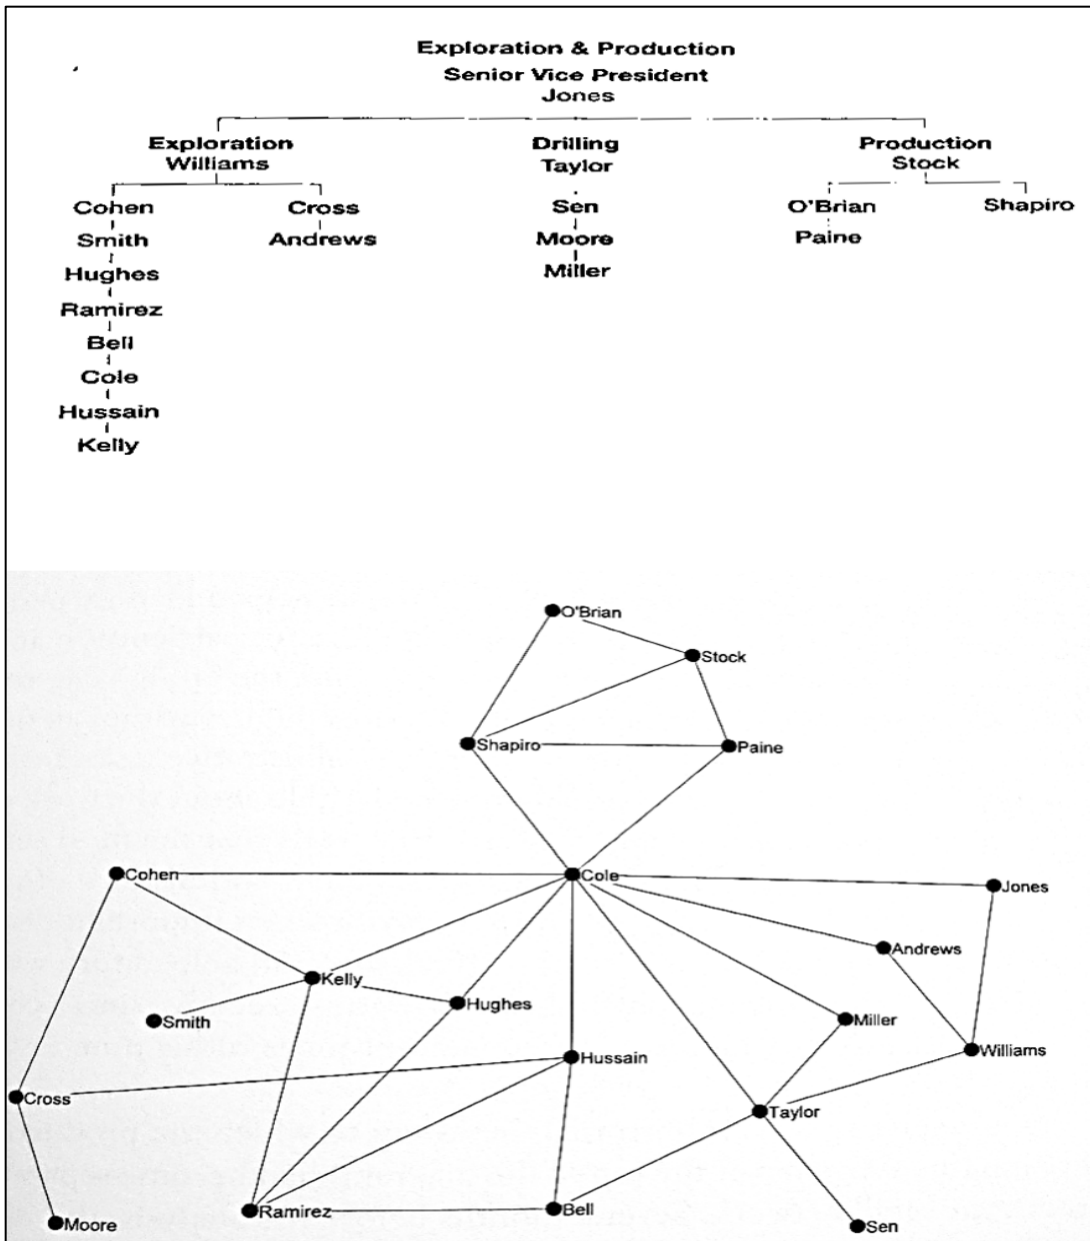 Exploration & Production
Senior Vice President
Jones
Exploration Drilling Production
Williams Taylor Stock
Cohen Cross Sen O'Brian Shapiro
Smith Andrews Moore Paine
Hughes Miller
Ramirez
Bell
Cole
Hussain
Kelly
O'Brian
Stock
Shapiro Paine
Cohen Cole Jones
Andrews
Kelly
Hughes
Smith Miller
Hussain Williams
Cross
Taylor
Moore Ramirez Bell Sen